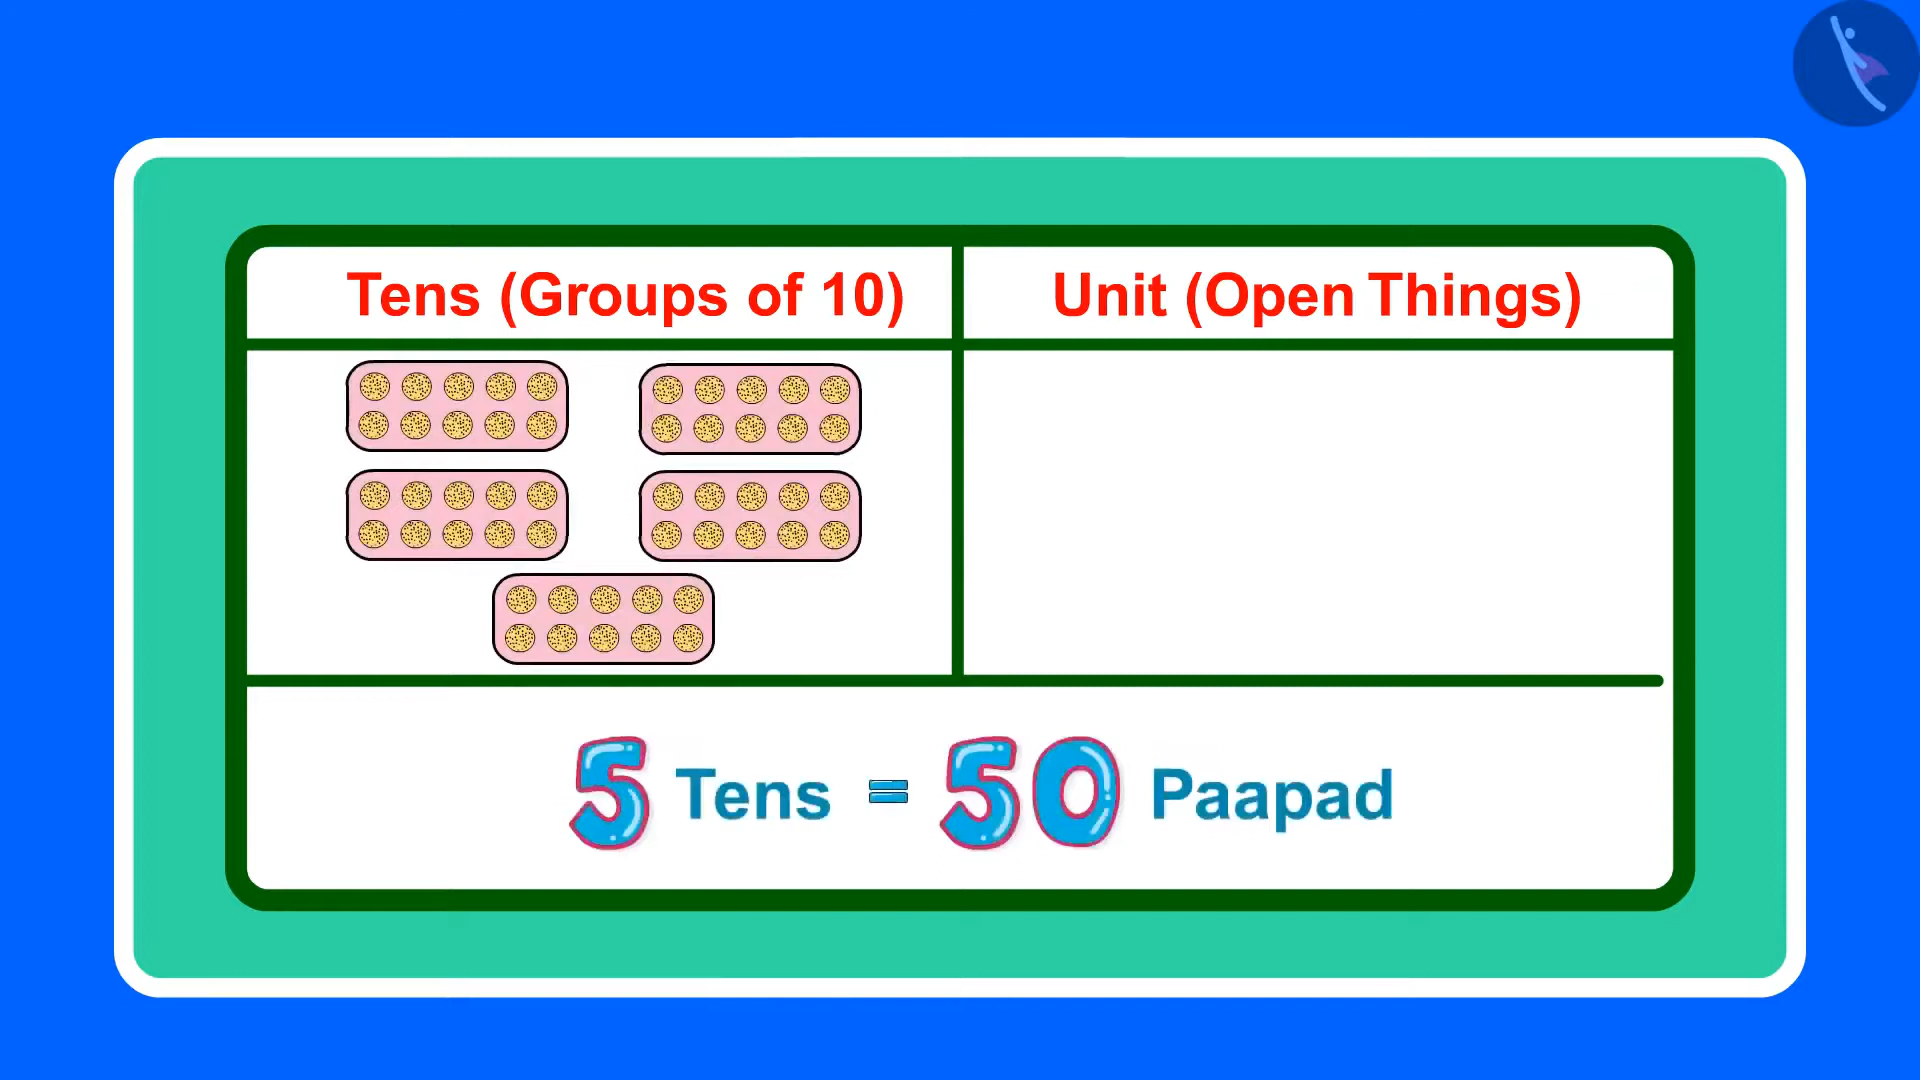 Tens (Groups of 10)
Unit (Open Things)
5 Tens = 50 Paapad